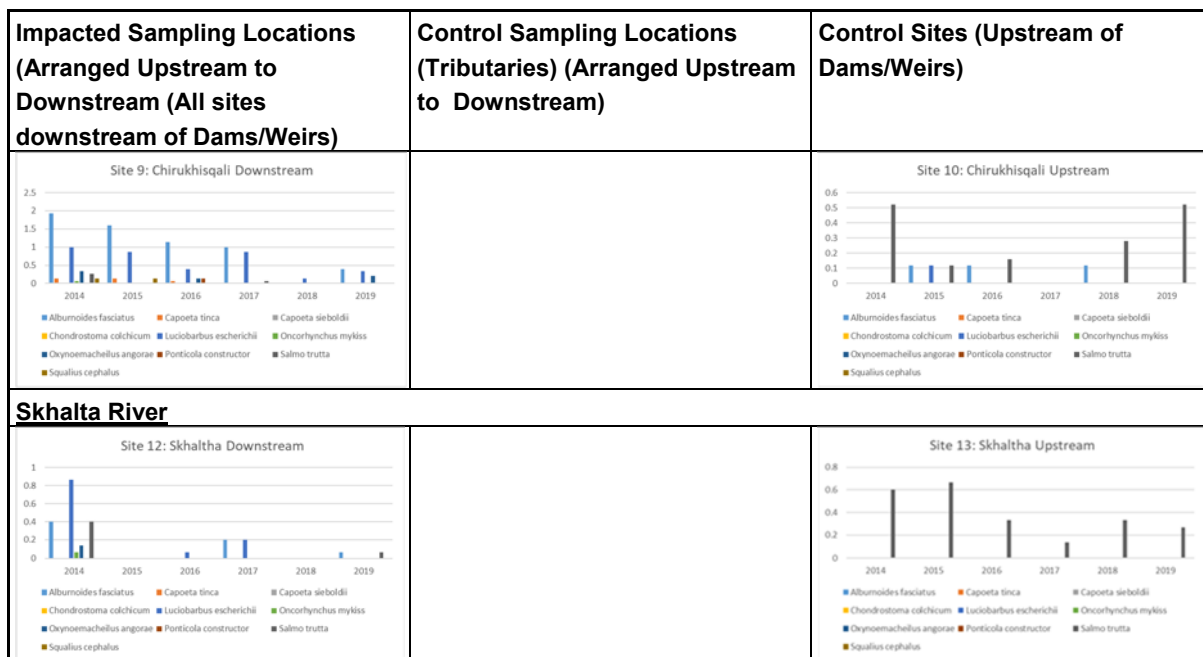 Impacted Sampling Locations
(Arranged Upstream to
Downstream (All sites
downstream of Dams/Weirs)
Control Sampling Locations
(Tributaries) (Arranged Upstream
to Downstream)
Control Sites (Upstream of
Dams/Weirs)
Site 9: Chirukhisqali Downstream
2.5
2
1.5
1
0.5
0
2014 2015 2016 2017 2018 2019
Alburnoides fasciatus Capoeta tinca Capoeta sieboldii
Chondrostoma colchicum Luciobarbus escherichii Oncorhynchus mykiss
Oxynoemacheilus angorae Ponticola constructor Salmo trutta
Squalius cephalus
Site 10: Chirukhisqali Upstream
0.6
0.5
0.4
0.3
0.2
0.1
0
2014 2015 2016 2017 2018 2019
Alburnoides fasciatus Capoeta tinca Capoeta sieboldii
Chondrostoma colchicum Luciobarbus escherichii Oncorhynchus mykiss
Oxynoemacheilus angorae Ponticola constructor Salmo trutta
Squalius cephalus
Skhalta River
Site 12: Skhaltha Downstream
1
0.8
0.6
0.4
0.2
0
2014 2015 2016 2017 2018 2019
Alburnoides fasciatus Capoeta tinca Capoeta sieboldii
Chondrostoma colchicum Luciobarbus escherichii Oncorhynchus mykiss
Oxynoemacheilus angorae Ponticola constructor Salmo trutta
Squalius cephalus
Site 13: Skhaltha Upstream
0.8
0.6
0.4
0.2
0
2014 2015 2016 2017 2018 2019
Alburnoides fasciatus Capoeta tinca Capoeta sieboldii
Chondrostoma colchicum Luciobarbus escherichii Oncorhynchus mykiss
Oxynoemacheilus angorae Ponticola constructor Salmo trutta
Squalius cephalus